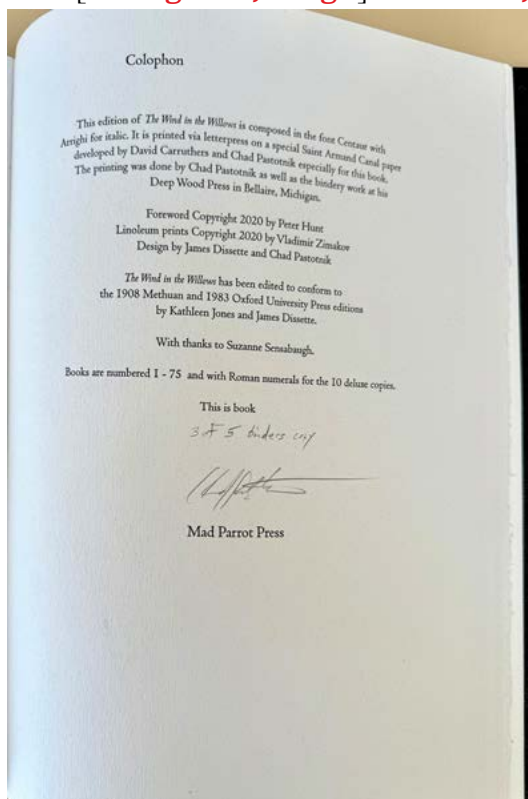 Colophon
This edition of The Wind in the Willows is composed in the font Centaur with
Arrighi for italic. It is printed via letterpress on a special Saint Armand Canal paper
developed by David Carruthers and Chad Pastotnik especially for this book.
The printing was done by Chad Pastotnik as well as the bindery work at his
Deep Wood Press in Bellaire, Michigan.
Foreword Copyright 2020 by Peter Hunt
Linoleum prints Copyright 2020 by Vladimir Zimakov
Design by James Dissette and Chad Pastotnik
The Wind in the Willows has been edited to conform to
the 1908 Methuan and 1983 Oxford University Press editions
by Kathleen Jones and James Dissette.
With thanks to Suzanne Sensabaugh.
Books are numbered 1 - 75 and with Roman numerals for the 10 deluxe copies.
This is book
3 of 5 binders copy
Mad Parrot Press